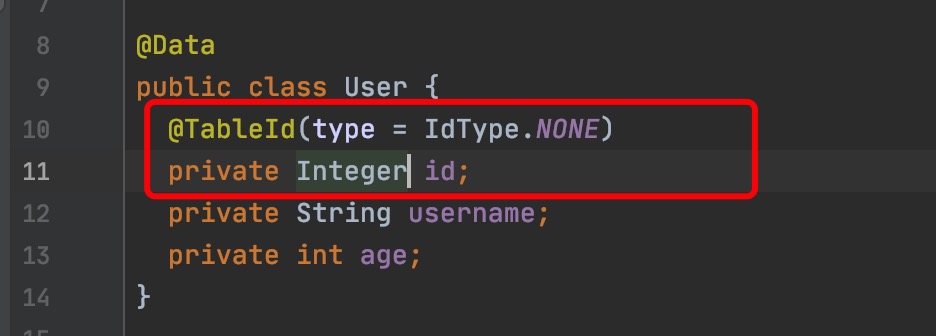 7
8 @Data
9 public class User {
10 @TableId(type = IdType.NONE)
11 private Integer id;
12 private String username;
13 private int age;
14 }
15